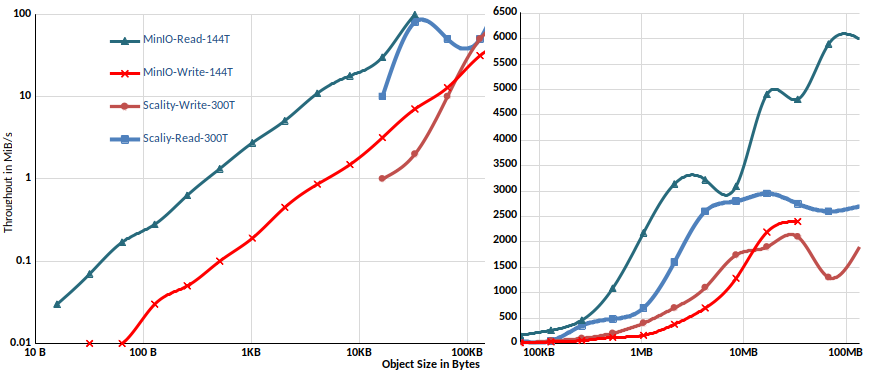 100
10
1
0.1
0.01
Throughput in MiB/s
MinIO-Read-144T
MinIO-Write-144T
Scality-Write-300T
Scaliy-Read-300T
10 B
100 B
1KB
10KB
100KB
Object Size in Bytes
6500
6000
5500
5000
4500
4000
3500
3000
2500
2000
1500
1000
500
0
100KB
1MB
10MB
100MB